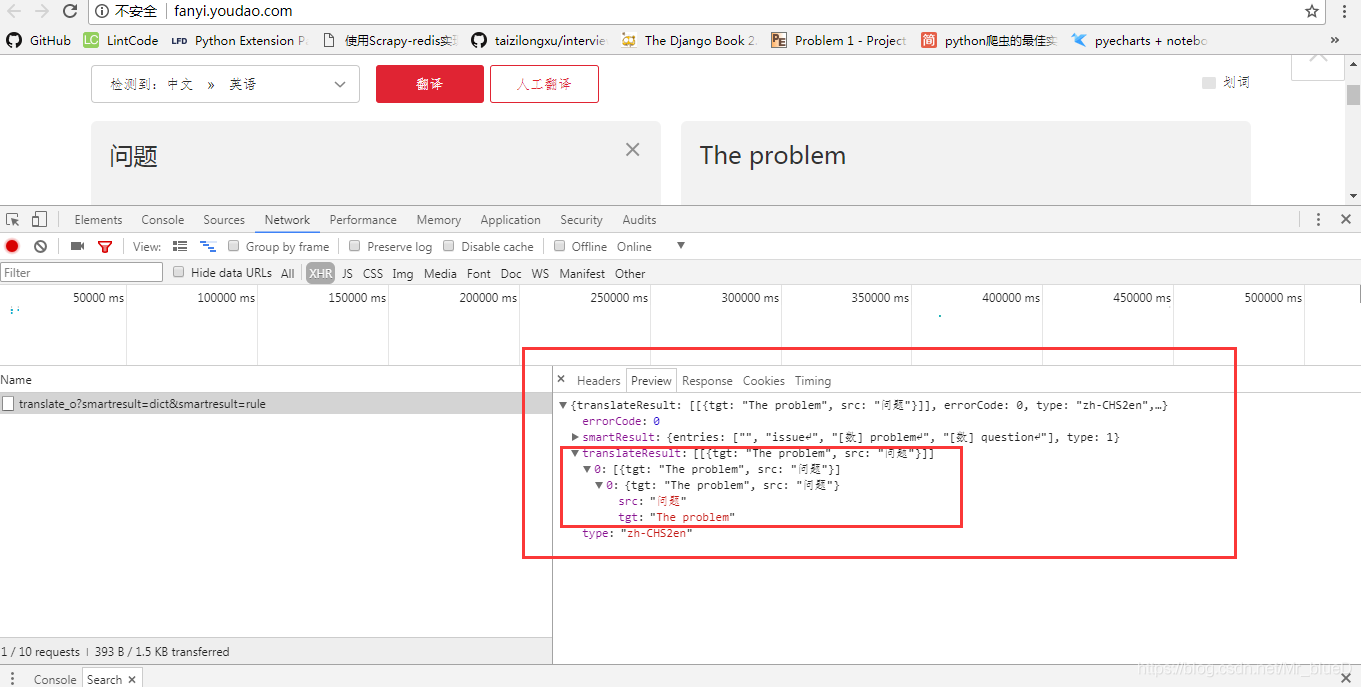 不安全 fanyi.youdao.com
GitHub LC LintCode LFD Python Extension P 使用Scrapy-redis实现 taizilongxu/intervie The Django Book 2. PE Problem 1 - Project 简 python爬虫的最佳实 pyecharts + notebo »
检测到: 中文 » 英语 翻译 人工翻译 划词
问题 The problem
Elements Console Sources Network Performance Memory Application Security Audits
View: Group by frame Preserve log Disable cache Offline Online
Filter Hide data URLs All XHR JS CSS Img Media Font Doc WS Manifest Other
50000 ms 100000 ms 150000 ms 200000 ms 250000 ms 300000 ms 350000 ms 400000 ms 450000 ms 500000 ms
Name
Headers Preview Response Cookies Timing
translate_o?smartresult=dict&smartresult=rule
{translateResult: [[{tgt: "The problem", src: "问题"}]], errorCode: 0, type: "zh-CHS2en",…}
errorCode: 0
smartResult: {entries: ["", "issue↵", "[数] problem↵", "[数] question↵"], type: 1}
translateResult: [[{tgt: "The problem", src: "问题"}]]
0: [{tgt: "The problem", src: "问题"}]
0: {tgt: "The problem", src: "问题"}
src: "问题"
tgt: "The problem"
type: "zh-CHS2en"
1 / 10 requests | 393 B / 1.5 KB transferred
https://blog.csdn.net/Mr_blueD
Console Search